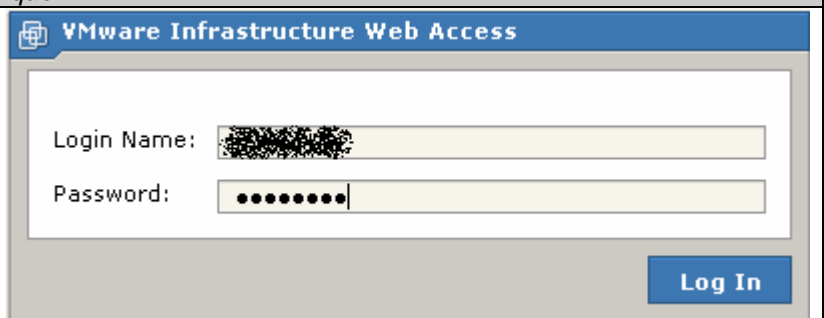 VMware Infrastructure Web Access
Login Name:
Password: ●●●●●●●●
Log In